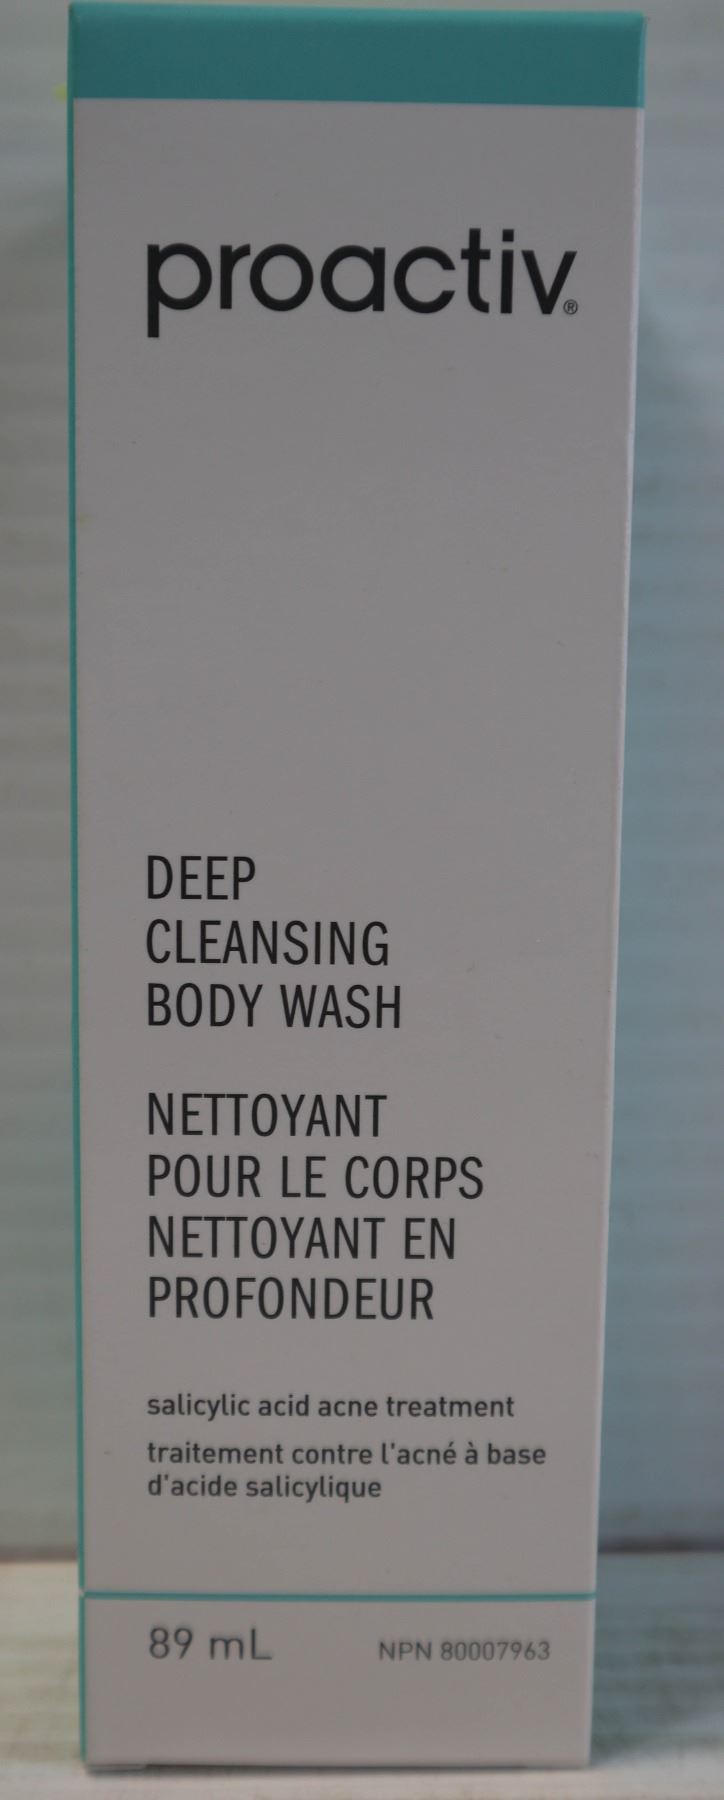 proactiv®
DEEP
CLEANSING
BODY WASH
NETTOYANT
POUR LE CORPS
NETTOYANT EN
PROFONDEUR
salicylic acid acne treatment
traitement contre l'acné à base
d'acide salicylique
89 mL NPN 80007963